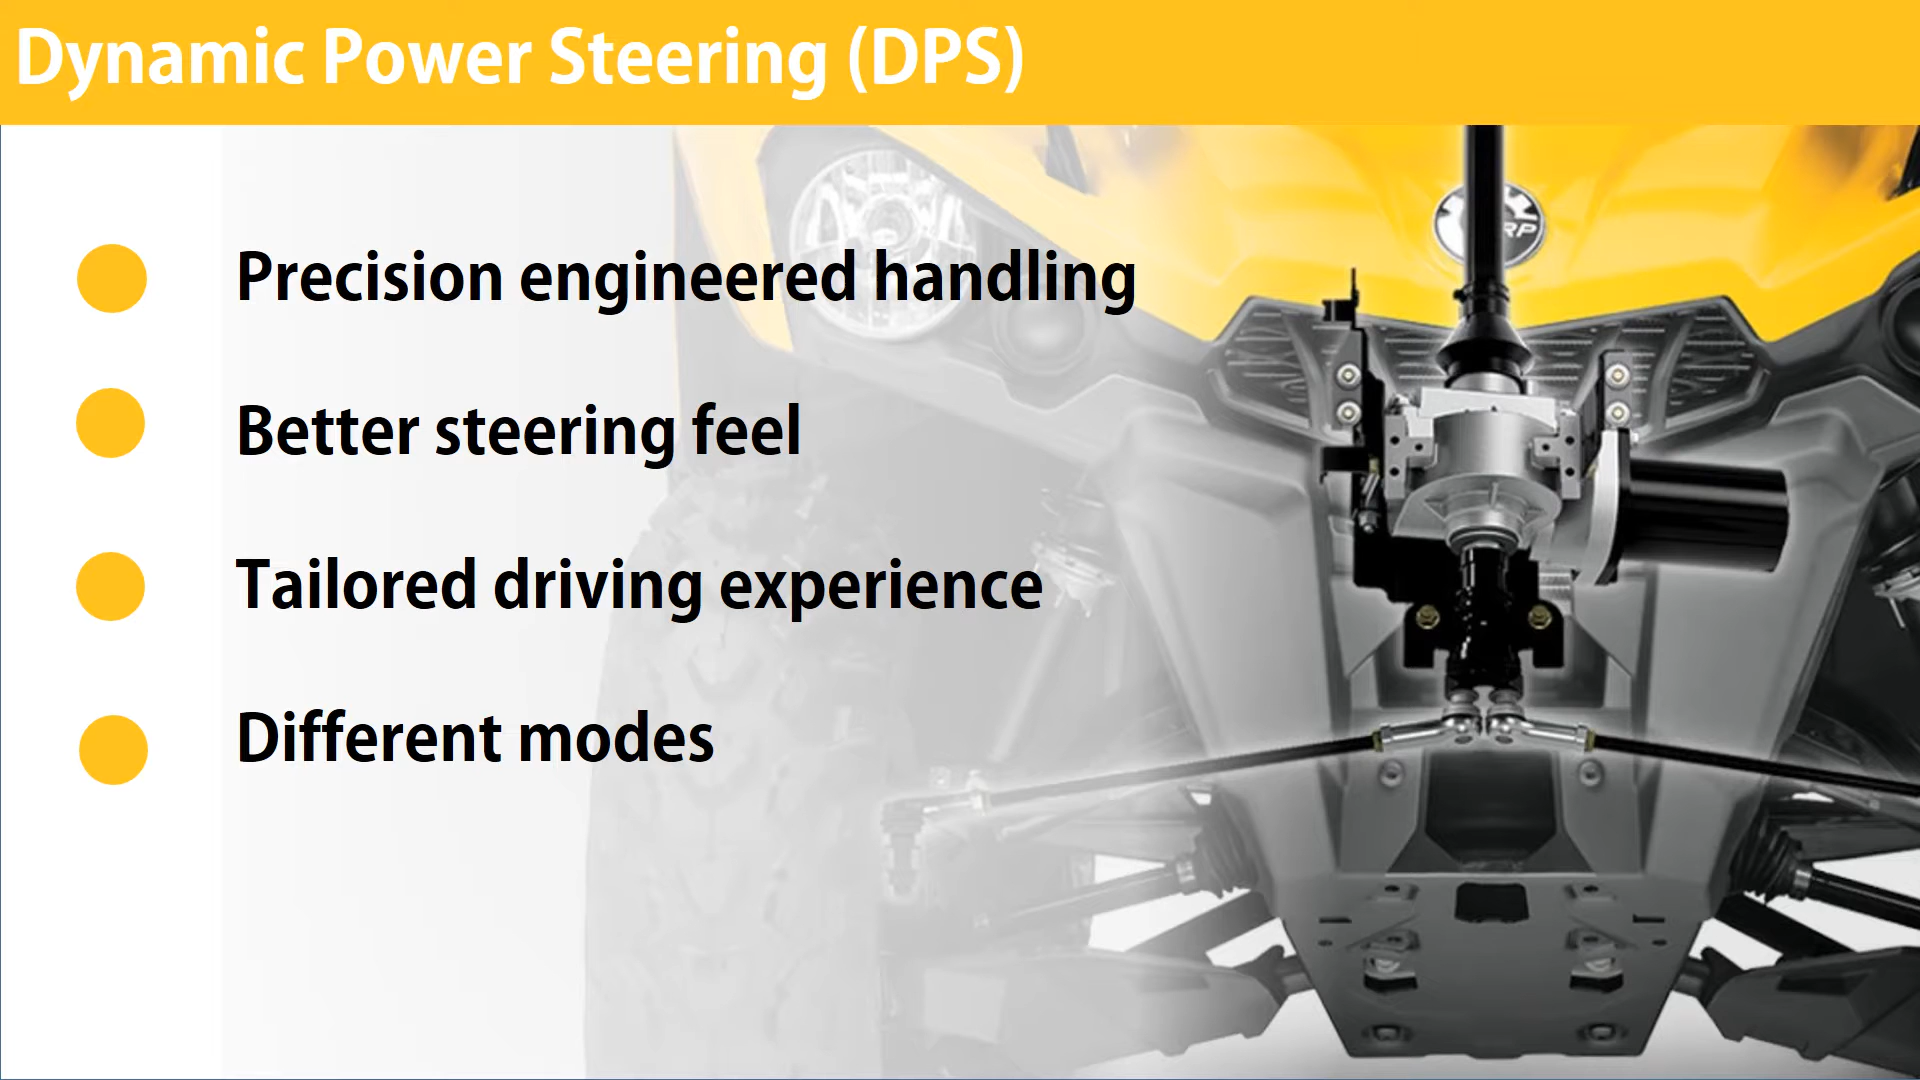 Dynamic Power Steering (DPS)
Precision engineered handling
Better steering feel
Tailored driving experience
Different modes